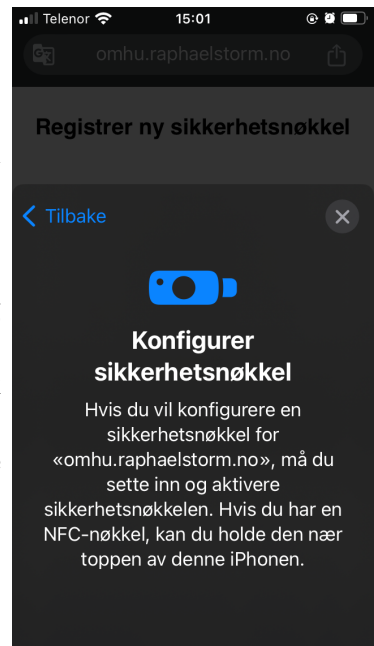 Telenor 15:01
omhu.raphaelstorm.no
Registrer ny sikkerhetsnøkkel
Tilbake
Konfigurer
sikkerhetsnøkkel
Hvis du vil konfigurere en
sikkerhetsnøkkel for
«omhu.raphaelstorm.no», må du
sette inn og aktivere
sikkerhetsnøkkelen. Hvis du har en
NFC-nøkkel, kan du holde den nær
toppen av denne iPhonen.